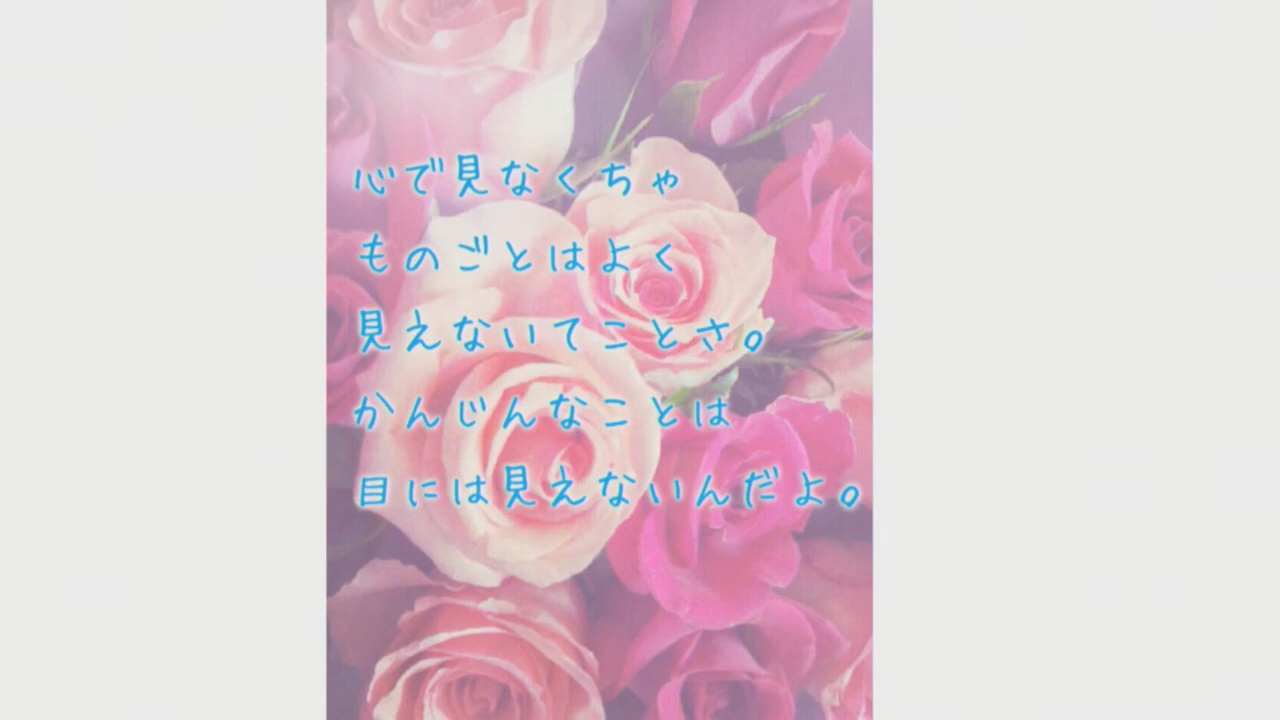 心で見なくちゃ
ものごとはよく
見えないてことさ。
かんじんなことは
目には見えないんだよ。